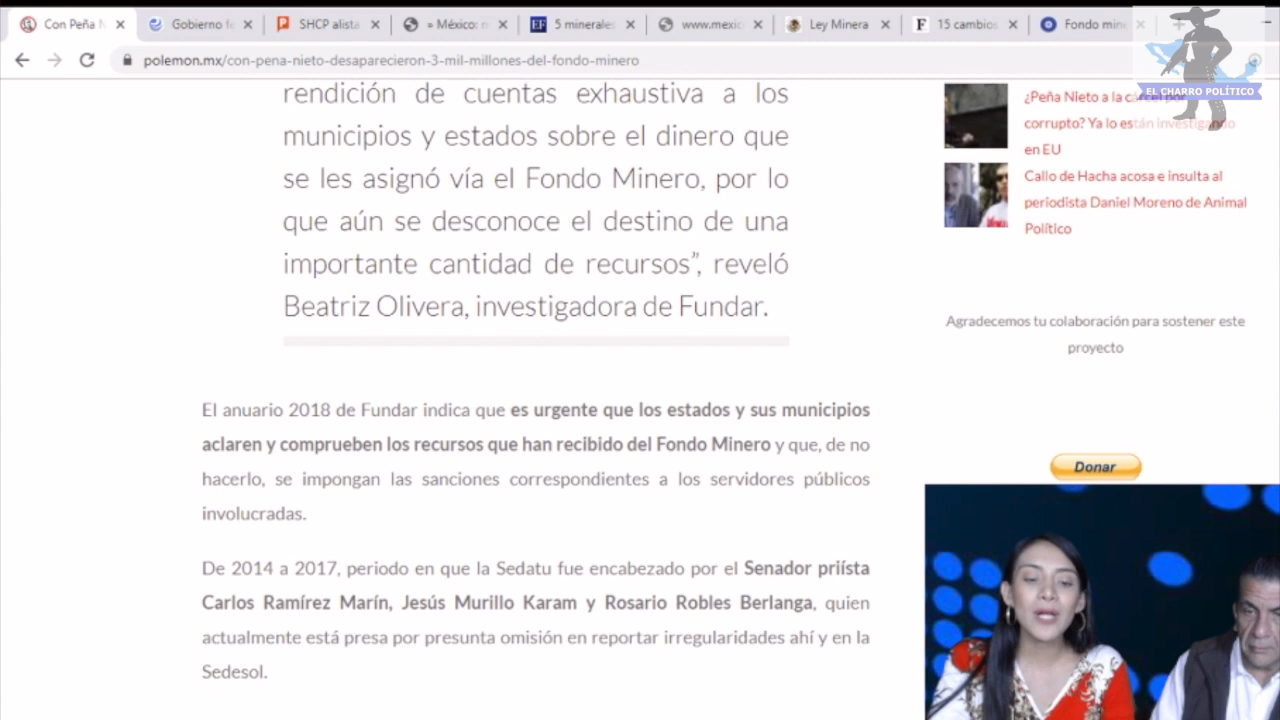 Con Peña N
Gobierno fe
SHCP alista
» México:
5 minerales
www.mexic
Ley Minera
15 cambios
Fondo mine
polemon.mx/con-pena-nieto-desaparecieron-3-mil-millones-del-fondo-minero
EL CHARRO POLÍTICO
rendición de cuentas exhaustiva a los
municipios y estados sobre el dinero que
se les asignó vía el Fondo Minero, por lo
que aún se desconoce el destino de una
importante cantidad de recursos”, reveló
Beatriz Olivera, investigadora de Fundar.
El anuario 2018 de Fundar indica que es urgente que los estados y sus municipios
aclaren y comprueben los recursos que han recibido del Fondo Minero y que, de no
hacerlo, se impongan las sanciones correspondientes a los servidores públicos
involucradas.
De 2014 a 2017, periodo en que la Sedatu fue encabezado por el Senador priísta
Carlos Ramírez Marín, Jesús Murillo Karam y Rosario Robles Berlanga, quien
actualmente está presa por presunta omisión en reportar irregularidades ahí y en la
Sedesol.
¿Peña Nieto a la cárcel por
corrupto? Ya lo están investigando
en EU
Callo de Hacha acosa e insulta al
periodista Daniel Moreno de Animal
Político
Agradecemos tu colaboración para sostener este
proyecto
Donar